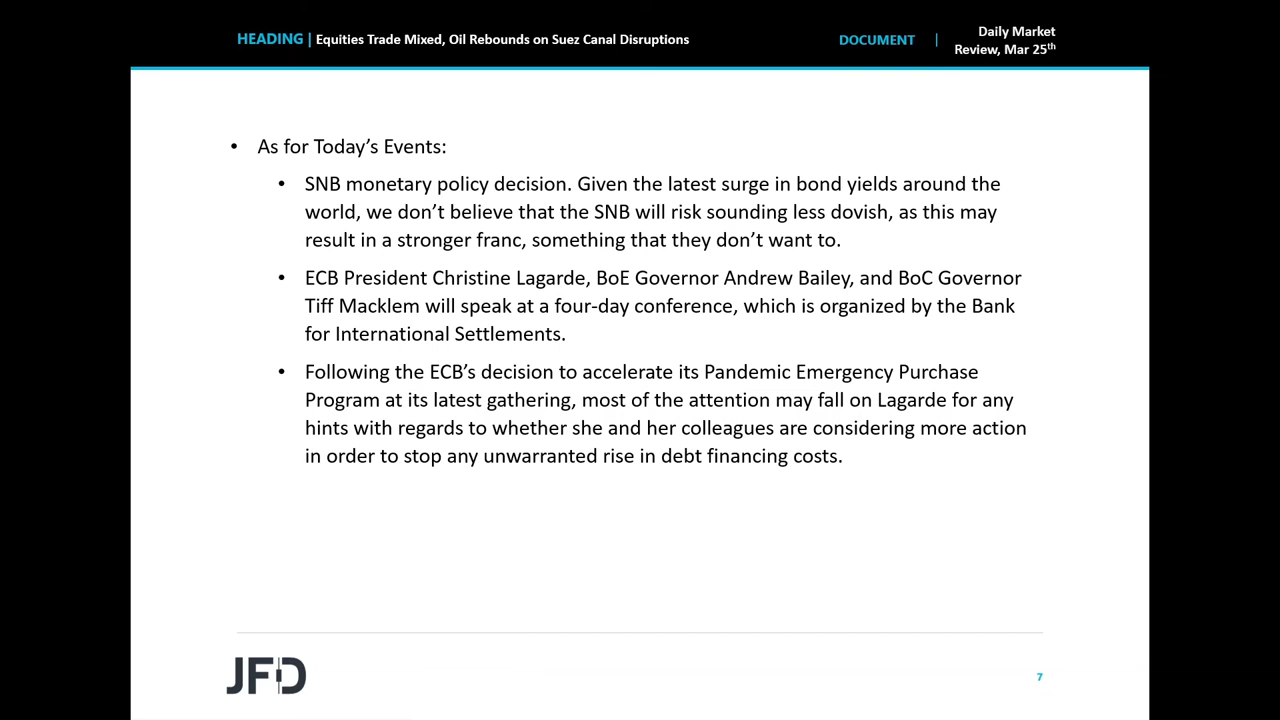 HEADING | Equities Trade Mixed, Oil Rebounds on Suez Canal Disruptions
DOCUMENT | Daily Market
Review, Mar 25th
• As for Today’s Events:
• SNB monetary policy decision. Given the latest surge in bond yields around the
world, we don’t believe that the SNB will risk sounding less dovish, as this may
result in a stronger franc, something that they don’t want to.
• ECB President Christine Lagarde, BoE Governor Andrew Bailey, and BoC Governor
Tiff Macklem will speak at a four-day conference, which is organized by the Bank
for International Settlements.
• Following the ECB’s decision to accelerate its Pandemic Emergency Purchase
Program at its latest gathering, most of the attention may fall on Lagarde for any
hints with regards to whether she and her colleagues are considering more action
in order to stop any unwarranted rise in debt financing costs.
JFD
7